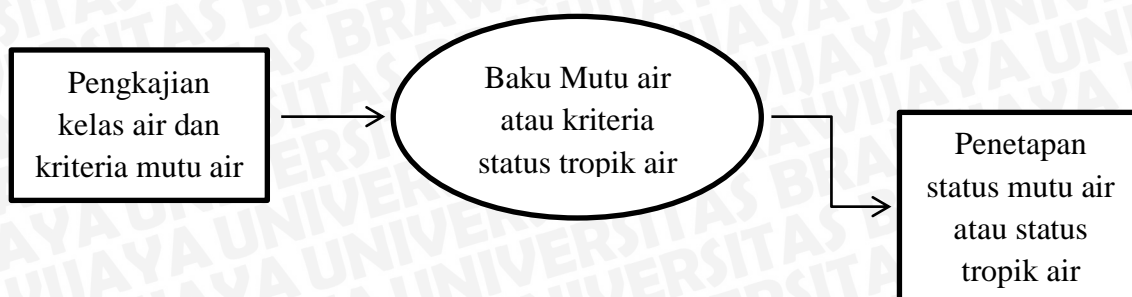 Pengkajian
kelas air dan
kriteria mutu air
Baku Mutu air
atau kriteria
status tropik air
Penetapan
status mutu air
atau status
tropik air